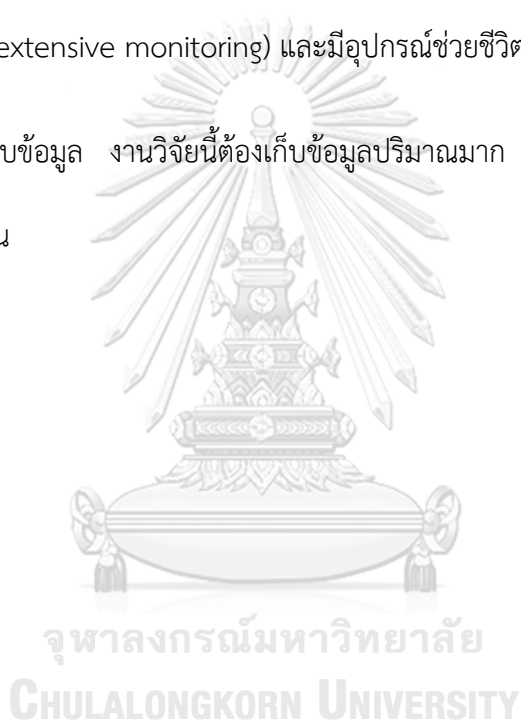 extensive monitoring) และมีอุปกรณ์ช่วยชีวิต
บข้อมูล งานวิจัยนี้ต้องเก็บข้อมูลปริมาณมาก
น
จุฬาลงกรณ์มหาวิทยาลัย
CHULALONGKORN UNIVERSITY